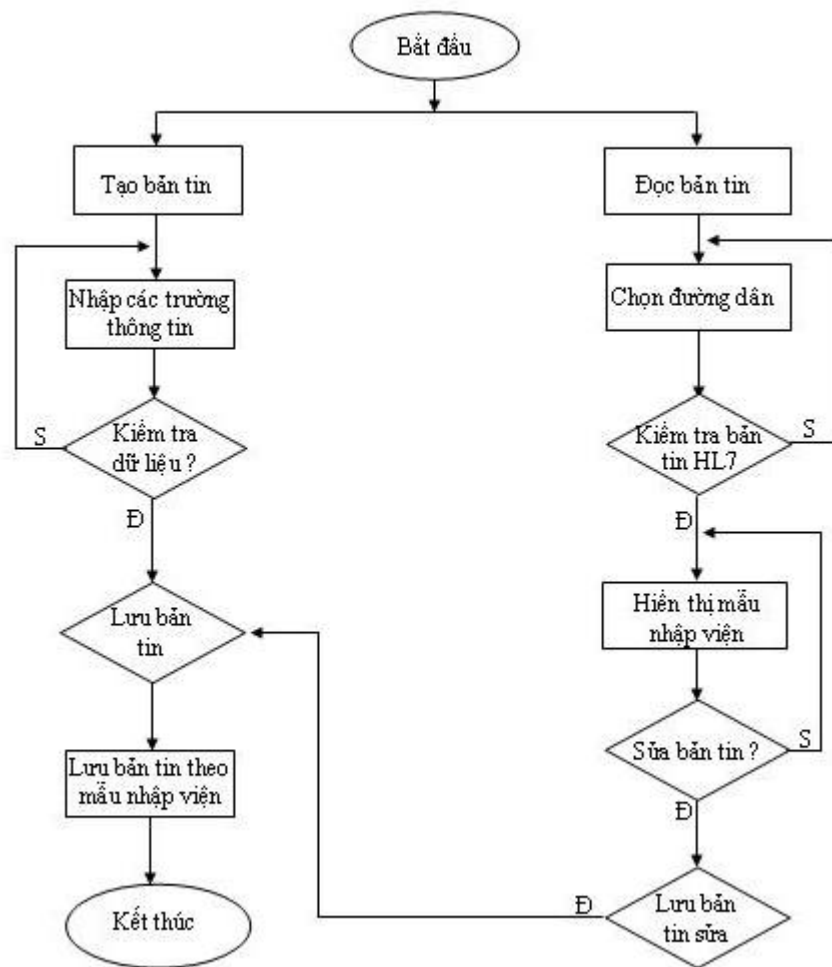 Bắt đầu
Tạo bản tin
Đọc bản tin
Nhập các trường
thông tin
Chọn đường dân
S
Kiểm tra
dữ liệu ?
Kiểm tra bản
tin HL7
S
Đ
Đ
Lưu bản
tin
Hiển thị mẫu
nhập viện
Sửa bản tin ?
S
Lưu bản tin theo
mẫu nhập viện
Đ
Kết thúc
Đ
Lưu bản
tin sửa